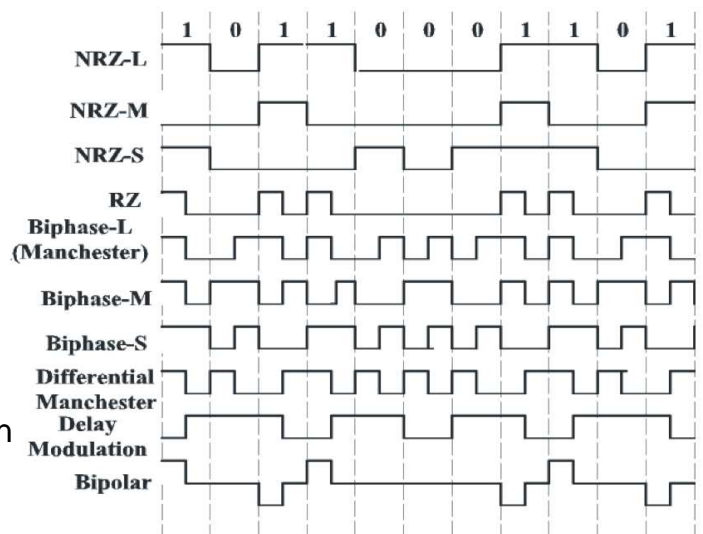 1 0 1 1 0 0 0 1 1 0 1
NRZ-L
NRZ-M
NRZ-S
RZ
Biphase-L
(Manchester)
Biphase-M
Biphase-S
Differential
Manchester
Delay
n
Modulation
Bipolar